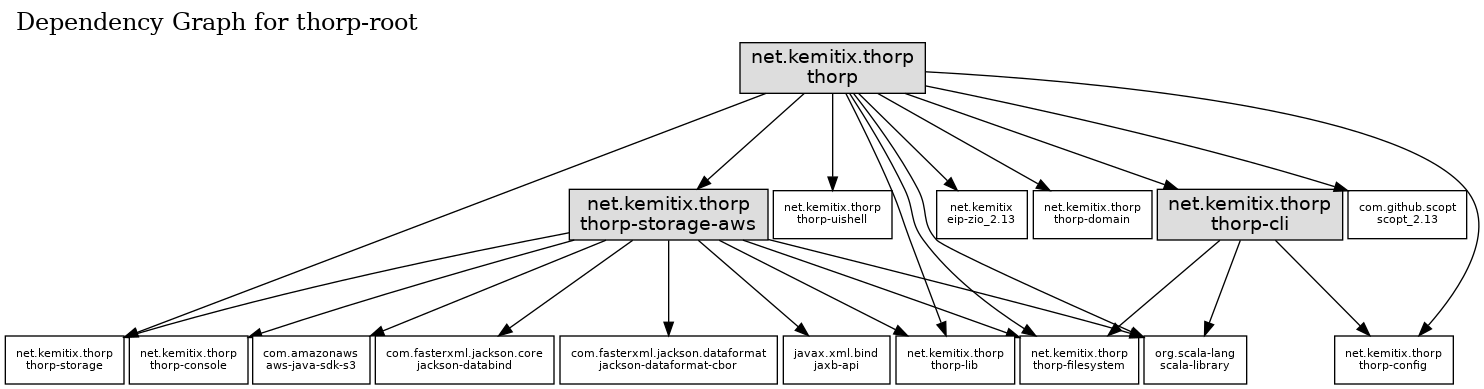 Dependency Graph for thorp-root
net.kemitix.thorp
thorp
net.kemitix.thorp
thorp-storage-aws
net.kemitix.thorp
thorp-uishell
net.kemitix
eip-zio_2.13
net.kemitix.thorp
thorp-domain
net.kemitix.thorp
thorp-cli
com.github.scopt
scopt_2.13
net.kemitix.thorp
thorp-storage
net.kemitix.thorp
thorp-console
com.amazonaws
aws-java-sdk-s3
com.fasterxml.jackson.core
jackson-databind
com.fasterxml.jackson.dataformat
jackson-dataformat-cbor
javax.xml.bind
jaxb-api
net.kemitix.thorp
thorp-lib
net.kemitix.thorp
thorp-filesystem
org.scala-lang
scala-library
net.kemitix.thorp
thorp-config